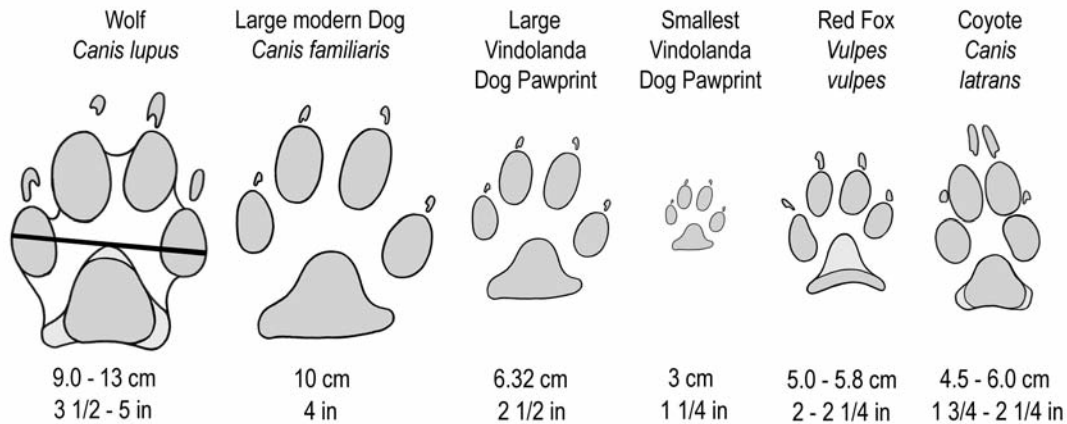 Wolf
Canis lupus
Large modern Dog
Canis familiaris
Large
Vindolanda
Dog Pawprint
Smallest
Vindolanda
Dog Pawprint
Red Fox
Vulpes
vulpes
Coyote
Canis
latrans
9.0 - 13 cm
3 1/2 - 5 in
10 cm
4 in
6.32 cm
2 1/2 in
3 cm
1 1/4 in
5.0 - 5.8 cm
2 - 2 1/4 in
4.5 - 6.0 cm
1 3/4 - 2 1/4 in